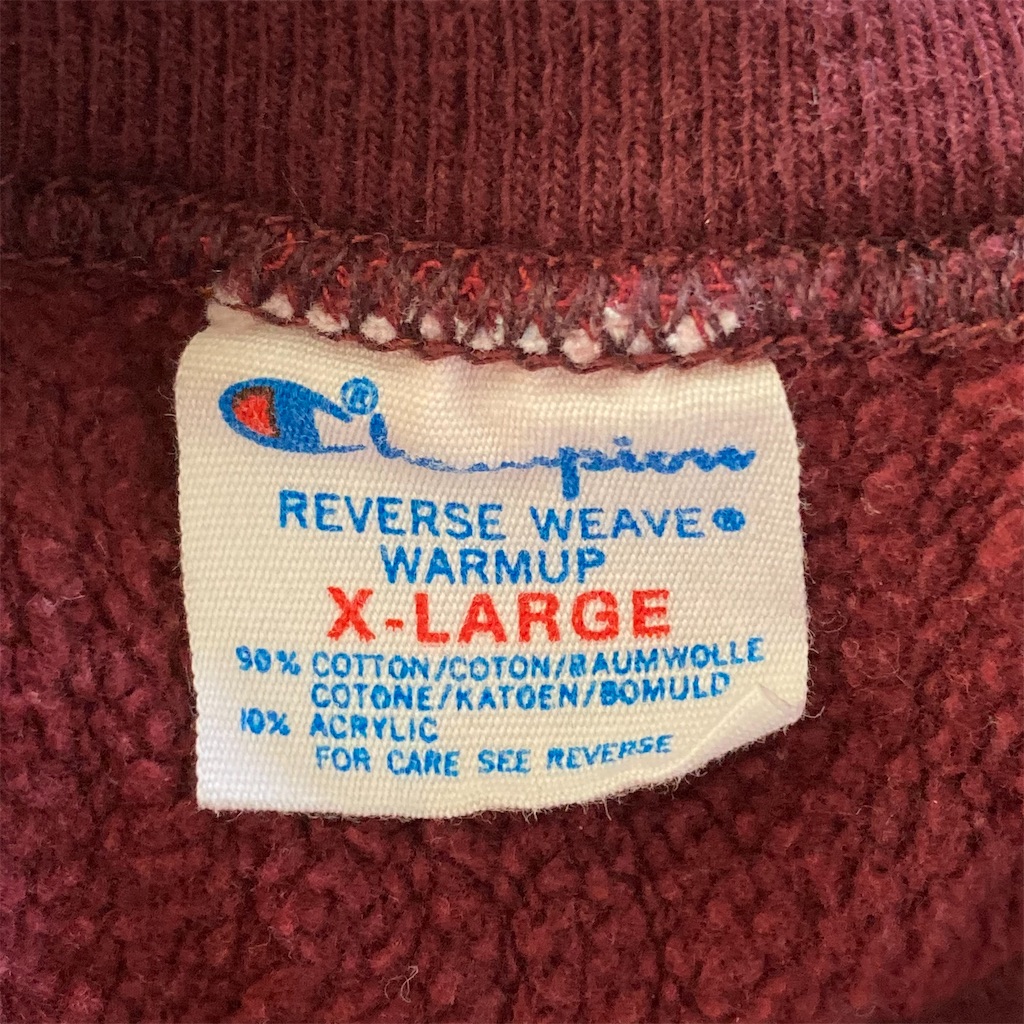 Champion®
REVERSE WEAVE®
WARMUP
X-LARGE
90% COTTON/COTON/BAUMWOLLE
COTONE/KATOEN/BOMULD
10% ACRYLIC
FOR CARE SEE REVERSE